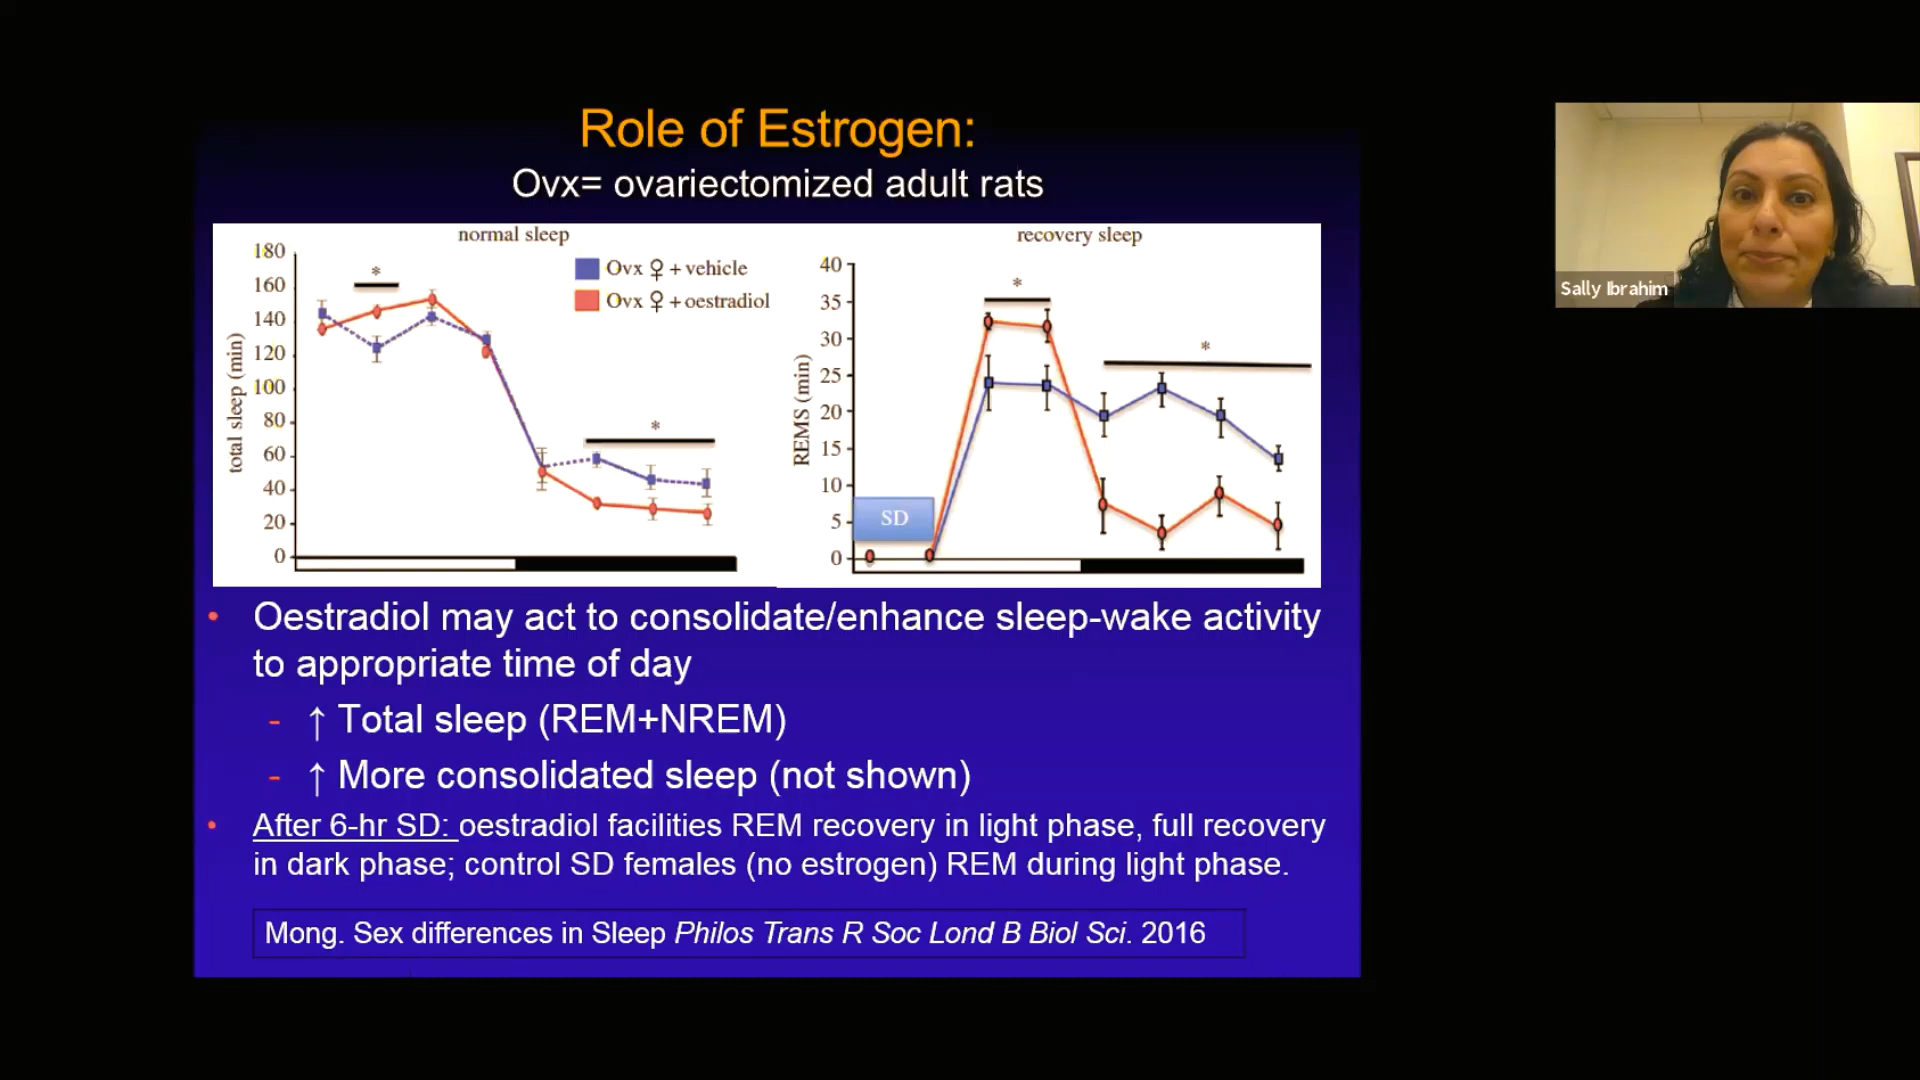 Role of Estrogen:
Ovx= ovariectomized adult rats
normal sleep
180
160
140
120
100
80
60
40
20
0
total sleep (min)
*
*
Ovx ♀ + vehicle
Ovx ♀ + oestradiol
recovery sleep
40
35
30
25
20
15
10
5
0
REMS (min)
*
*
SD
• Oestradiol may act to consolidate/enhance sleep-wake activity
to appropriate time of day
- ↑ Total sleep (REM+NREM)
- ↑ More consolidated sleep (not shown)
• After 6-hr SD: oestradiol facilities REM recovery in light phase, full recovery
in dark phase; control SD females (no estrogen) REM during light phase.
Mong. Sex differences in Sleep Philos Trans R Soc Lond B Biol Sci. 2016
Sally Ibrahim